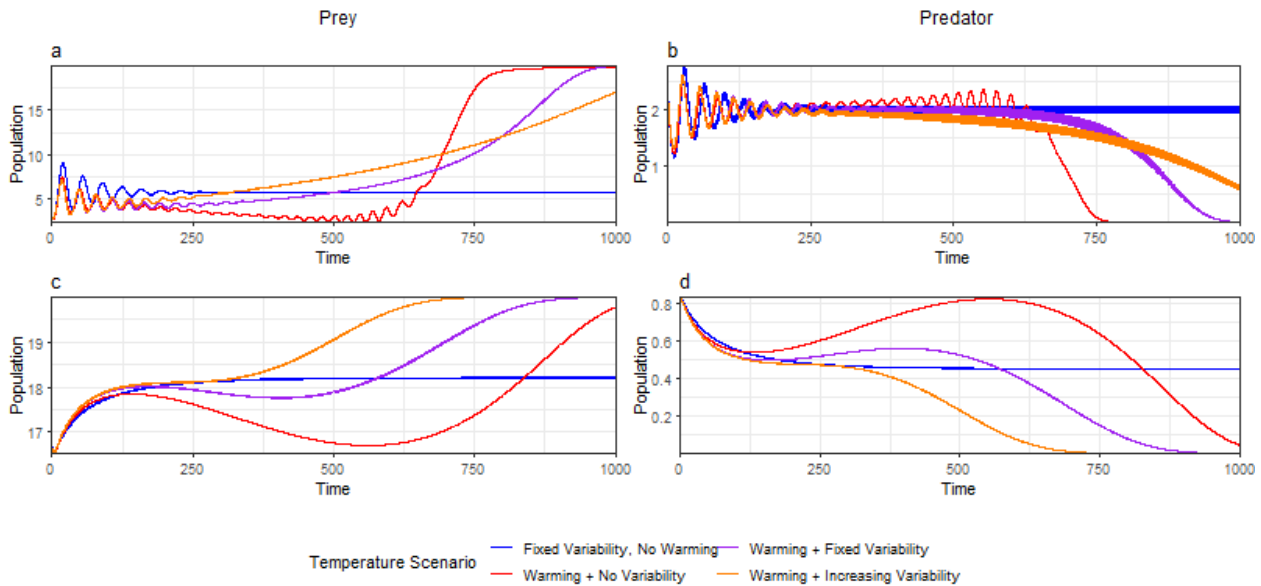 Prey
Predator
a
b
Population
15
10
5
Population
2
1
0
250
500
750
1000
0
250
500
750
1000
Time
Time
c
d
Population
19
18
17
Population
0.8
0.6
0.4
0.2
0
250
500
750
1000
0
250
500
750
1000
Time
Time
Temperature Scenario
Fixed Variability, No Warming
Warming + Fixed Variability
Warming + No Variability
Warming + Increasing Variability